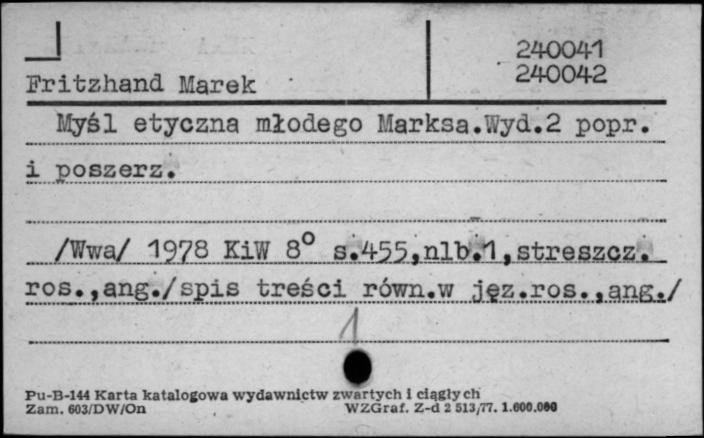 240041
240042
Fritzhand Marek
Myśl etyczna młodego Marksa.Wyd.2 popr.
i poszerz.
/Wwa/ 1978 KiW 8° s.455,nlb.1,streszcz.
ros.,ang./spis treści równ.w jęz.ros.,ang./
1
Pu-B-144 Karta katalogowa wydawnictw zwartych i ciągłych
Zam. 603/DW/On WZGraf. Z-d 2 513/77. 1.600.000